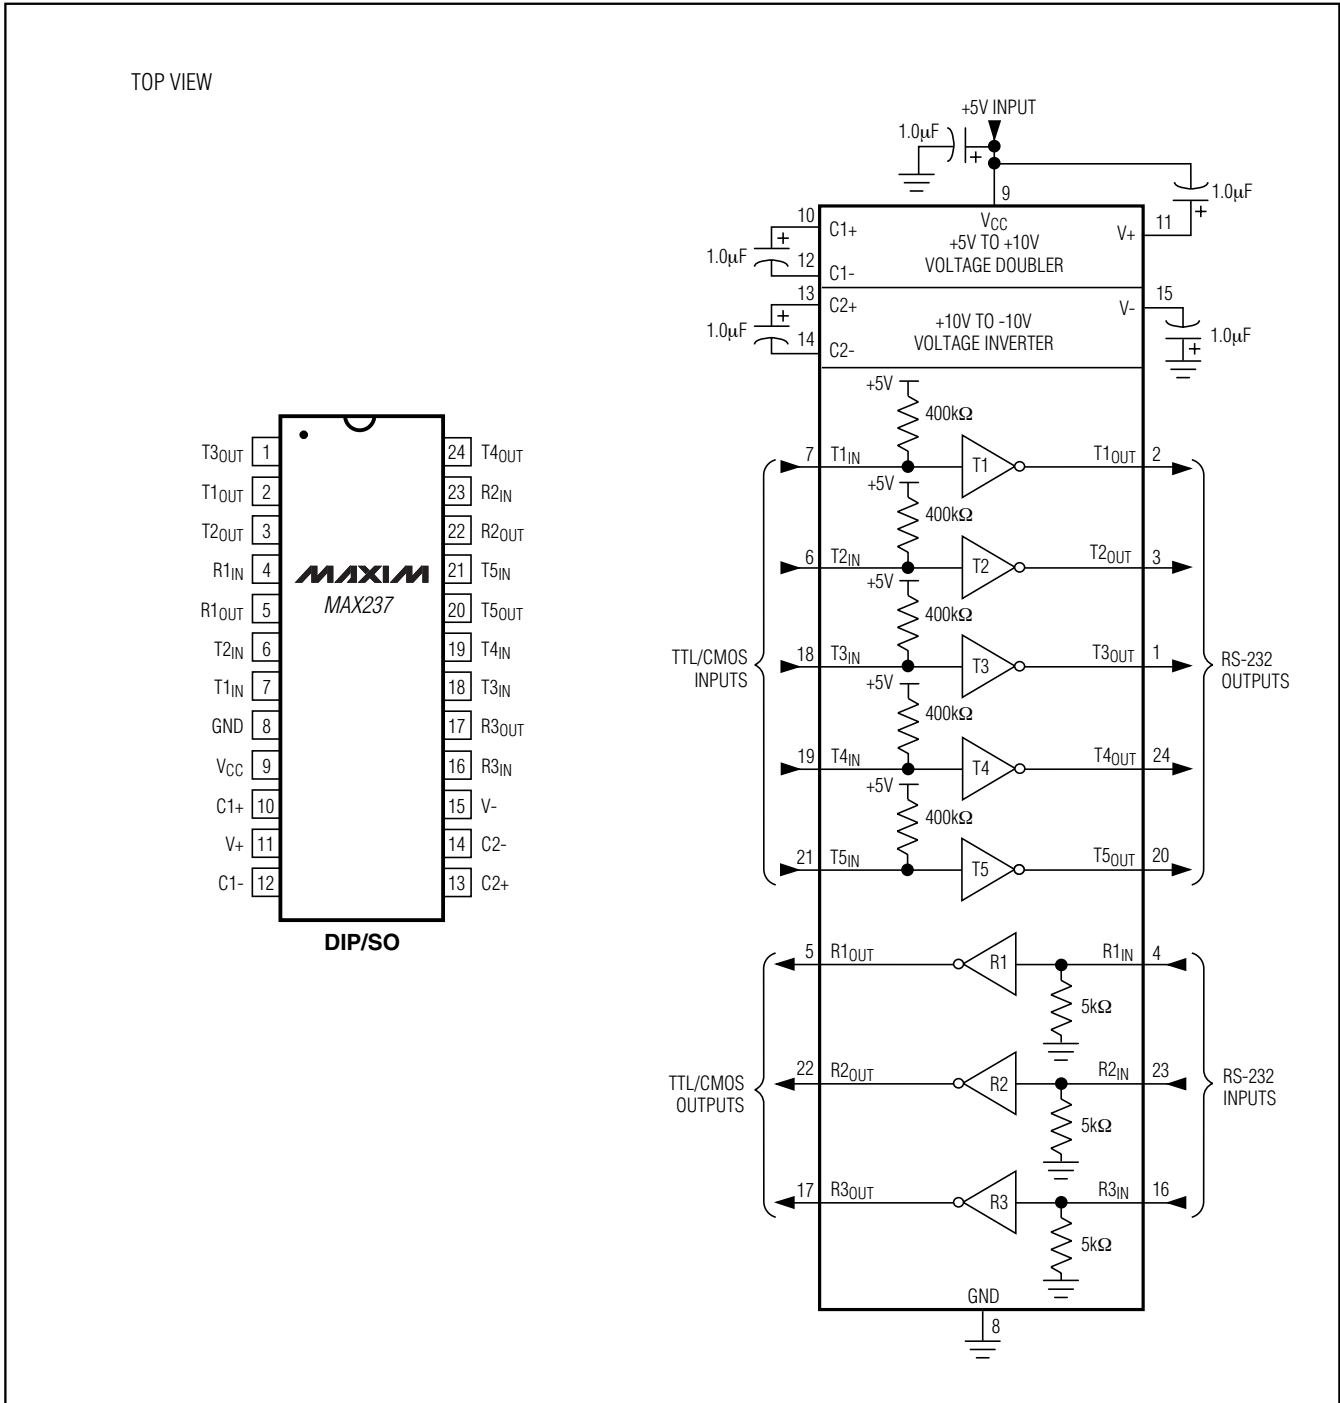 TOP VIEW
T3OUT 1
T1OUT 2
T2OUT 3
R1IN 4
R1OUT 5
T2IN 6
T1IN 7
GND 8
VCC 9
C1+ 10
V+ 11
C1- 12
24 T4OUT
23 R2IN
22 R2OUT
21 T5IN
20 T5OUT
19 T4IN
18 T3IN
17 R3OUT
16 R3IN
15 V-
14 C2-
13 C2+
MAXIM
MAX237
DIP/SO
+5V INPUT
1.0µF
+
9
1.0µF
+
10
C1+
VCC
+5V TO +10V
VOLTAGE DOUBLER
V+
11
1.0µF
+
12
C1-
13
C2+
+10V TO -10V
VOLTAGE INVERTER
V-
15
1.0µF
+
14
C2-
1.0µF
+
+5V
400kΩ
7 T1IN
T1
T1OUT 2
+5V
400kΩ
6 T2IN
T2
T2OUT 3
+5V
400kΩ
TTL/CMOS
INPUTS
18 T3IN
T3
T3OUT 1
RS-232
OUTPUTS
+5V
400kΩ
19 T4IN
T4
T4OUT 24
+5V
400kΩ
21 T5IN
T5
T5OUT 20
5 R1OUT
R1
R1IN 4
5kΩ
TTL/CMOS
OUTPUTS
22 R2OUT
R2
R2IN 23
RS-232
INPUTS
5kΩ
17 R3OUT
R3
R3IN 16
5kΩ
GND
8